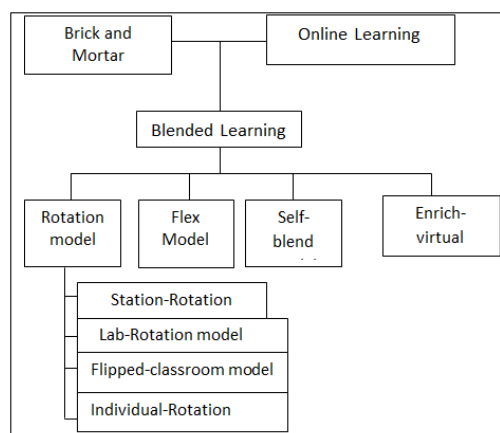 Brick and
Mortar
Online Learning
Blended Learning
Rotation
model
Flex
Model
Self-
blend
Enrich-
virtual
Station-Rotation
Lab-Rotation model
Flipped-classroom model
Individual-Rotation